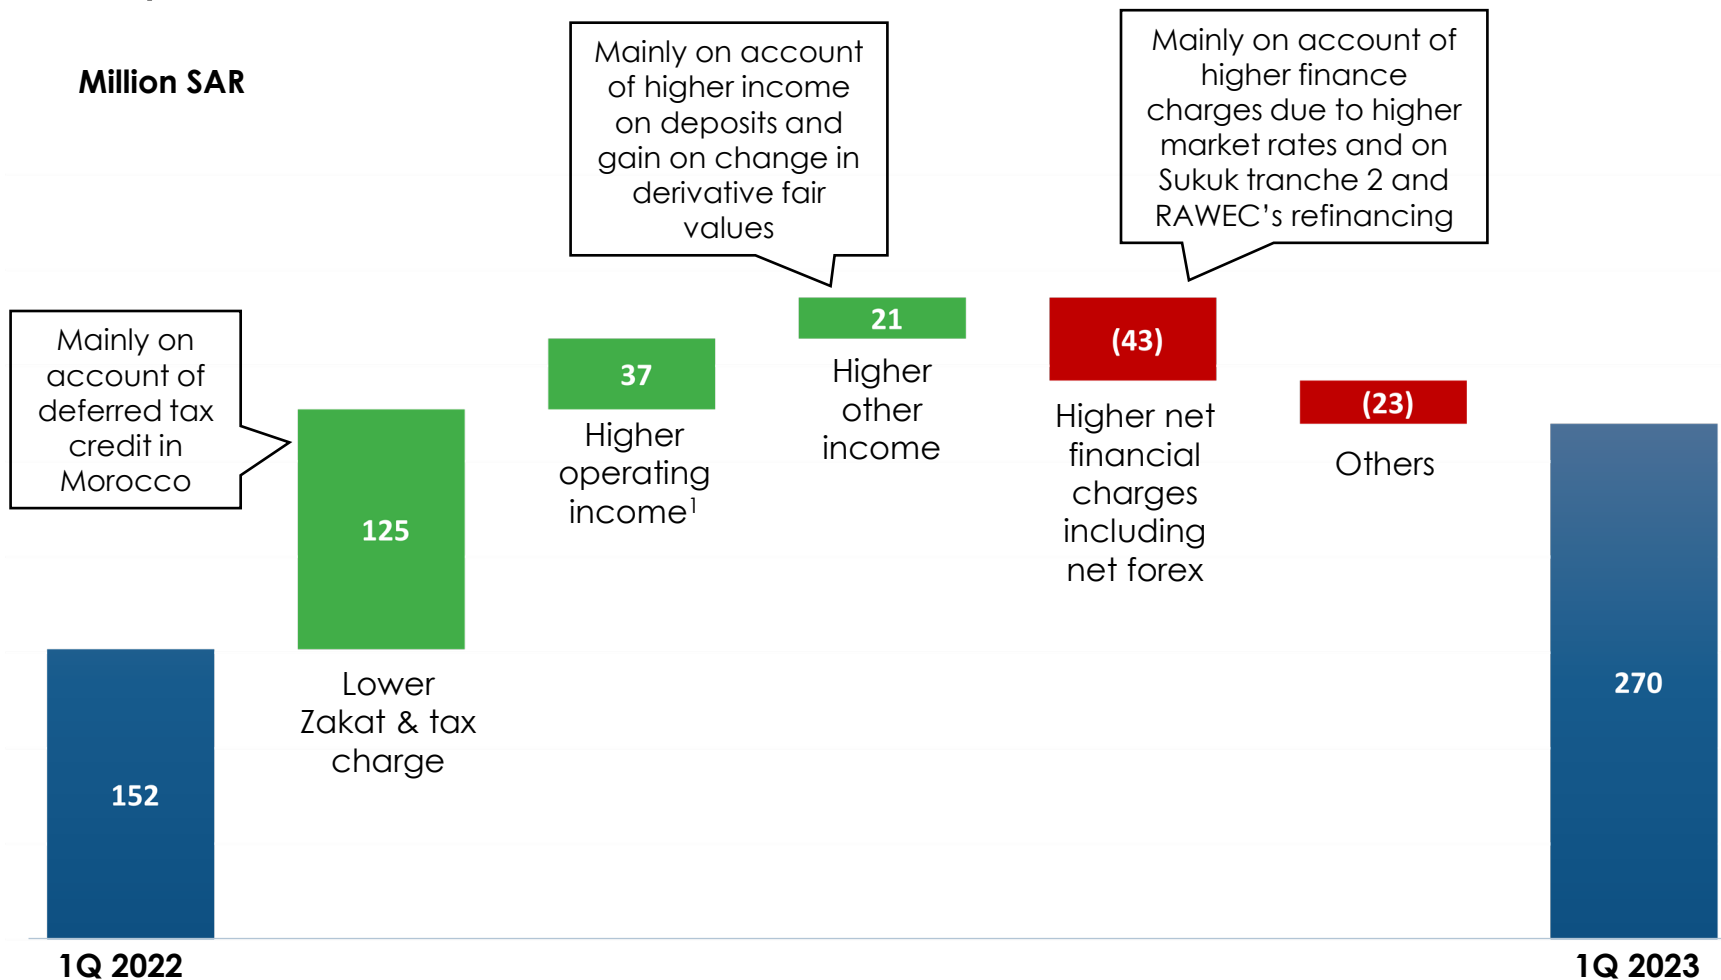 Million SAR
Mainly on
account of
deferred tax
credit in
Morocco
Mainly on account
of higher income
on deposits and
gain on change in
derivative fair
values
Mainly on account of
higher finance
charges due to higher
market rates and on
Sukuk tranche 2 and
RAWEC’s refinancing
152
125
Lower
Zakat & tax
charge
37
Higher
operating
income¹
21
Higher
other
income
(43)
Higher net
financial
charges
including
net forex
(23)
Others
270
1Q 2022
1Q 2023